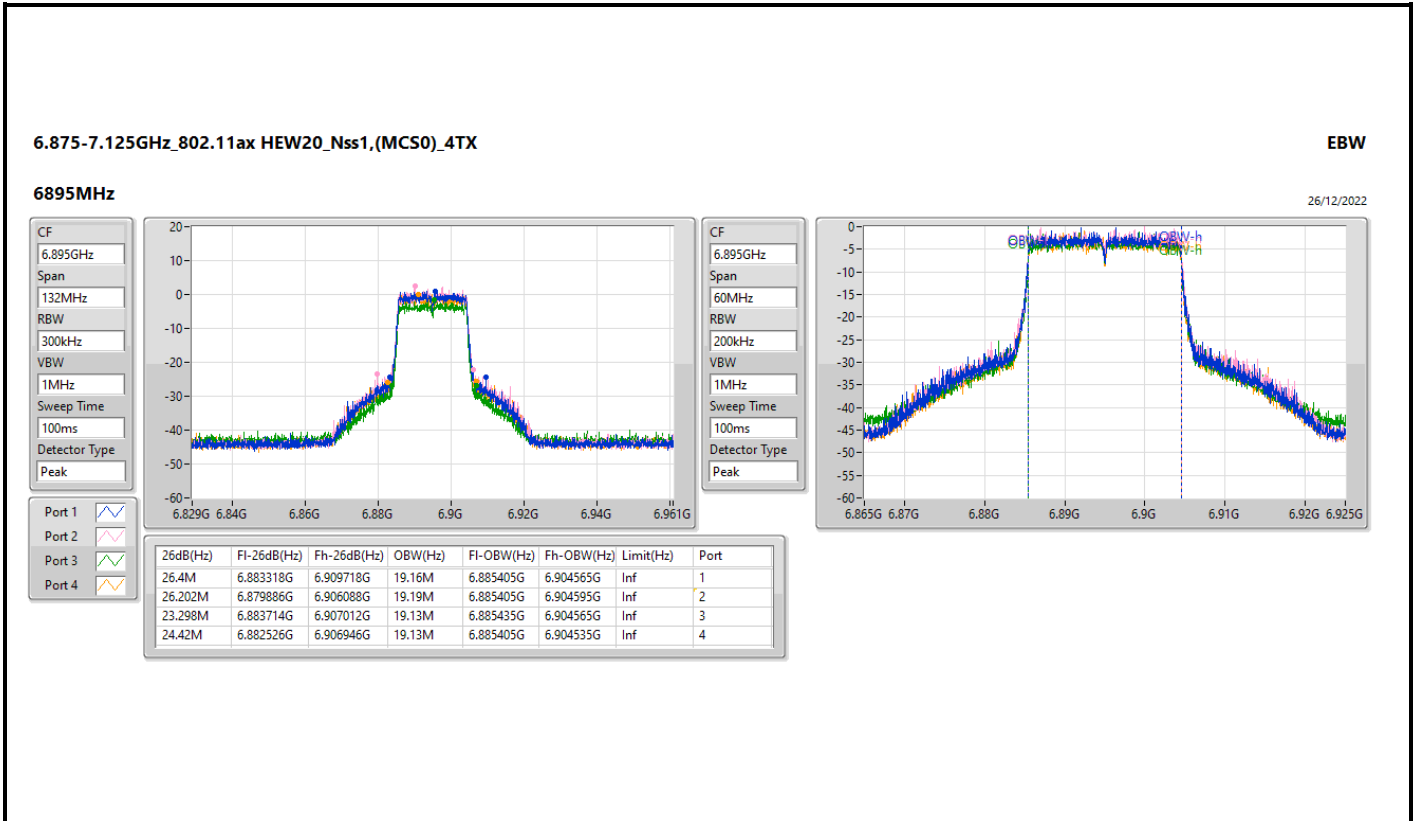 6.875-7.125GHz_802.11ax HEW20_Nss1,(MCS0)_4TX
EBW
6895MHz
26/12/2022
CF
6.895GHz
Span
132MHz
RBW
300kHz
VBW
1MHz
Sweep Time
100ms
Detector Type
Peak
20
10
0
-10
-20
-30
-40
-50
-60
6.829G 6.84G 6.86G 6.88G 6.9G 6.92G 6.94G 6.961G
CF
6.895GHz
Span
60MHz
RBW
200kHz
VBW
1MHz
Sweep Time
100ms
Detector Type
Peak
0
-5
-10
-15
-20
-25
-30
-35
-40
-45
-50
-55
-60
OBW-h
6.865G 6.87G 6.88G 6.89G 6.9G 6.91G 6.92G 6.925G
Port 1
Port 2
Port 3
Port 4
26dB(Hz) Fl-26dB(Hz) Fh-26dB(Hz) OBW(Hz) Fl-OBW(Hz) Fh-OBW(Hz) Limit(Hz) Port
26.4M 6.883318G 6.909718G 19.16M 6.885405G 6.904565G Inf 1
26.202M 6.879886G 6.906088G 19.19M 6.885405G 6.904595G Inf 2
23.298M 6.883714G 6.907012G 19.13M 6.885435G 6.904565G Inf 3
24.42M 6.882526G 6.906946G 19.13M 6.885405G 6.904535G Inf 4